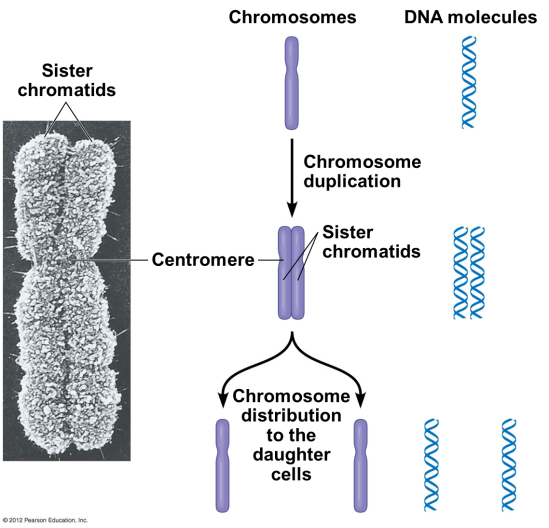 Chromosomes
DNA molecules
Sister
chromatids
Chromosome
duplication
Sister
chromatids
Centromere
Chromosome
distribution
to the
daughter
cells
© 2012 Pearson Education, Inc.